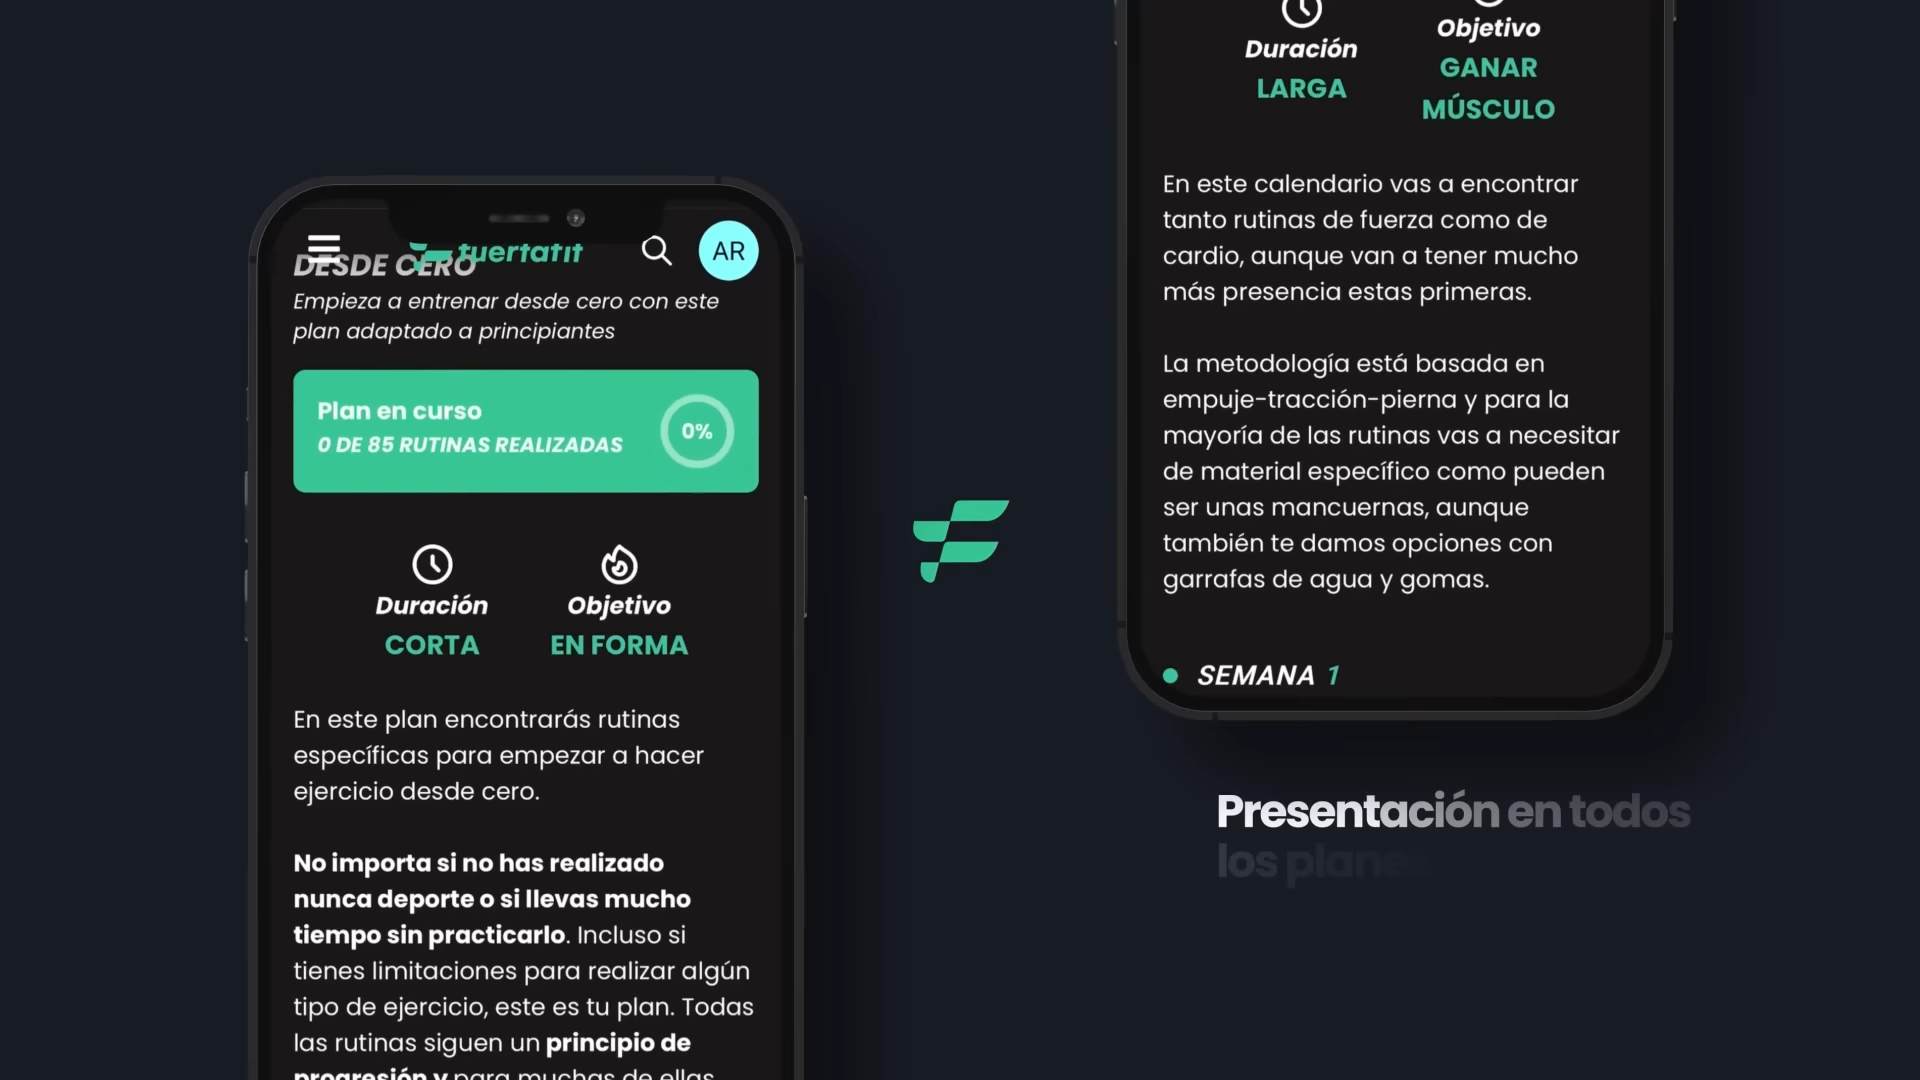 fuertafit
AR
DESDE CERO
Empieza a entrenar desde cero con este
plan adaptado a principiantes
Plan en curso
0 DE 85 RUTINAS REALIZADAS
0%
Duración
CORTA
Objetivo
EN FORMA
En este plan encontrarás rutinas
específicas para empezar a hacer
ejercicio desde cero.
No importa si no has realizado
nunca deporte o si llevas mucho
tiempo sin practicarlo. Incluso si
tienes limitaciones para realizar algún
tipo de ejercicio, este es tu plan. Todas
las rutinas siguen un principio de
progresión y para muchas de ellas
Duración
LARGA
Objetivo
GANAR
MÚSCULO
En este calendario vas a encontrar
tanto rutinas de fuerza como de
cardio, aunque van a tener mucho
más presencia estas primeras.
La metodología está basada en
empuje-tracción-pierna y para la
mayoría de las rutinas vas a necesitar
de material específico como pueden
ser unas mancuernas, aunque
también te damos opciones con
garrafas de agua y gomas.
SEMANA 1
Presentación en todos
los planes.